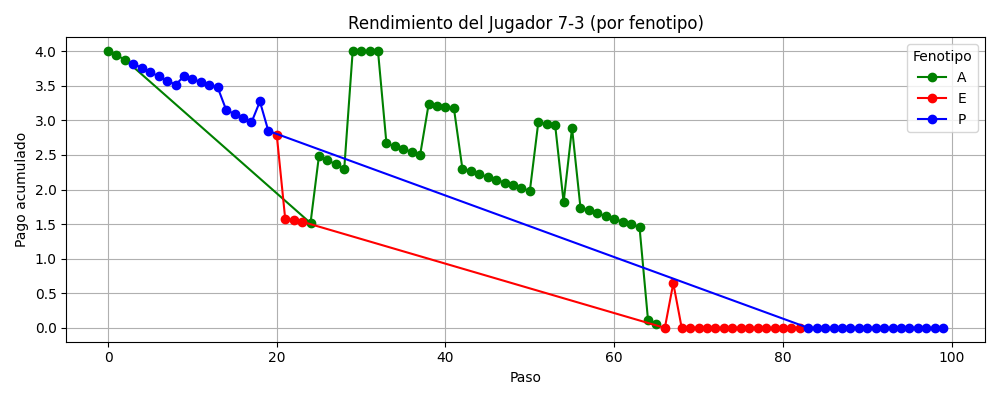 Rendimiento del Jugador 7-3 (por fenotipo)
Pago acumulado
4.0
3.5
3.0
2.5
2.0
1.5
1.0
0.5
0.0
Fenotipo
A
E
P
0 20 40 60 80 100
Paso